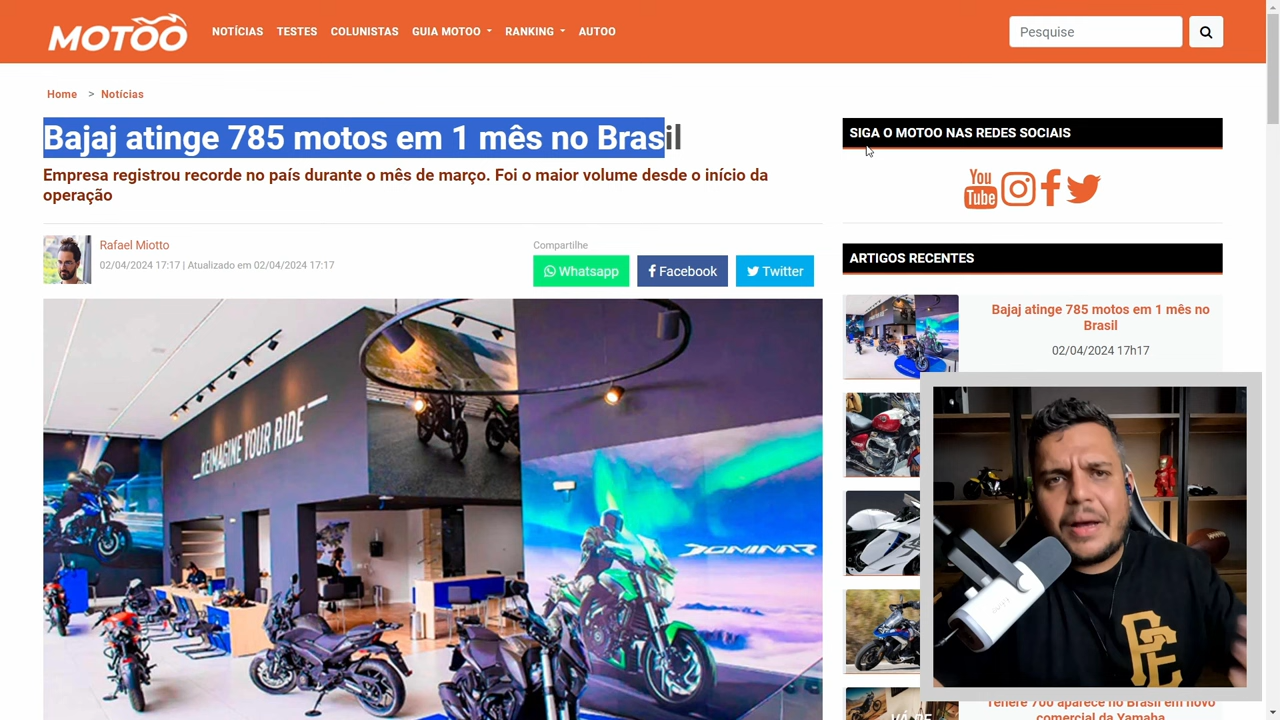 MOTOO
NOTÍCIAS TESTES COLUNISTAS GUIA MOTOO RANKING AUTOO
Pesquise
Home > Notícias
Bajaj atinge 785 motos em 1 mês no Brasil
Empresa registrou recorde no país durante o mês de março. Foi o maior volume desde o início da
operação
Rafael Miotto
02/04/2024 17:17 | Atualizado em 02/04/2024 17:17
Compartilhe
Whatsapp Facebook Twitter
REIMAGINE YOUR RIDE
DOMINAR
SIGA O MOTOO NAS REDES SOCIAIS
You
Tube
ARTIGOS RECENTES
Bajaj atinge 785 motos em 1 mês no
Brasil
02/04/2024 17h17
Ténéré 700 aparece no Brasil em novo
comercial da Yamaha
VÁ DE